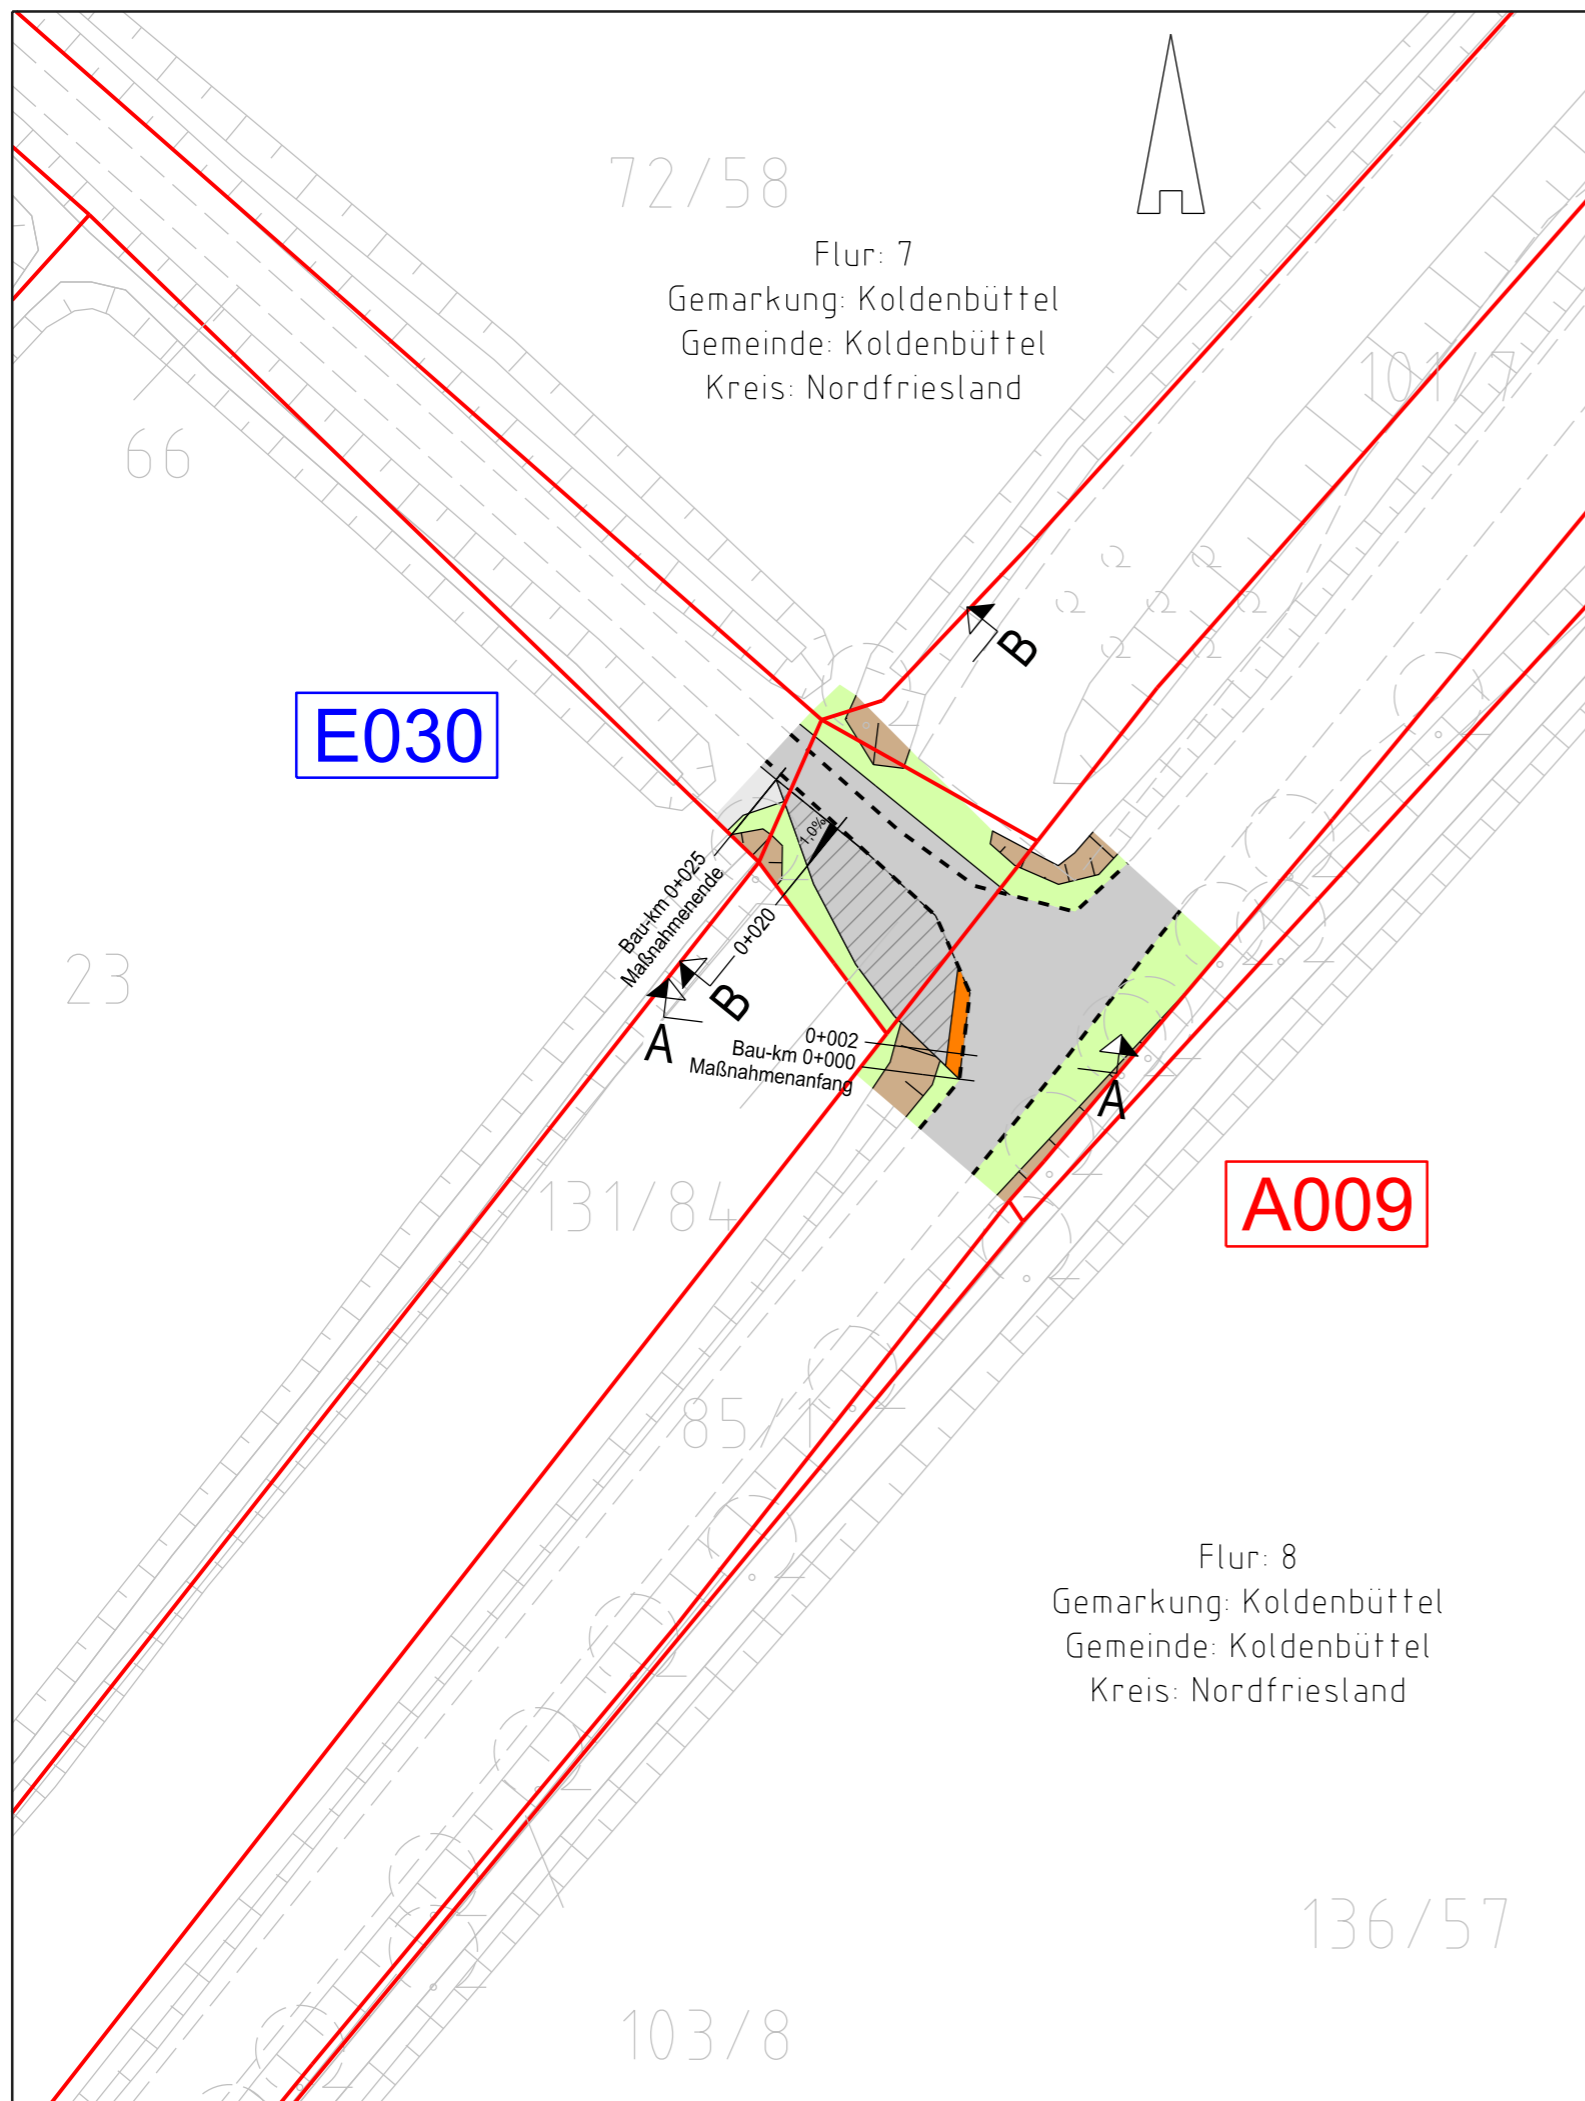 72/58
Flur: 7
Gemarkung: Koldenbüttel
Gemeinde: Koldenbüttel
Kreis: Nordfriesland
101/7
66
B
E030
1,0%
Bau-km 0+025
Maßnahmenende
0+020
23
B
A
0+002
Bau-km 0+000
Maßnahmenanfang
A
131/84
A009
85/1
Flur: 8
Gemarkung: Koldenbüttel
Gemeinde: Koldenbüttel
Kreis: Nordfriesland
136/57
103/8